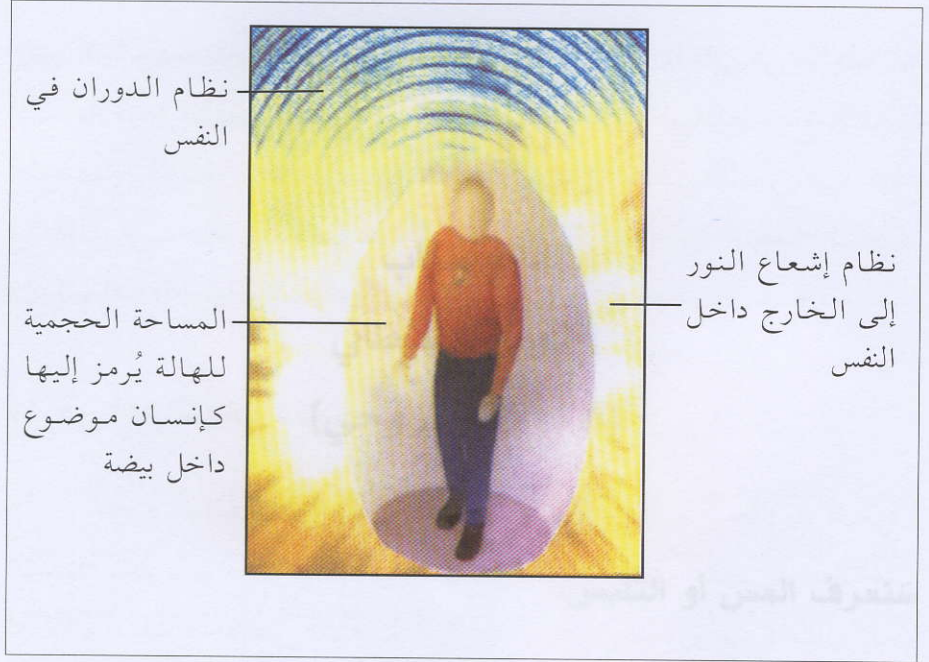 نظام الدوران في
النفس
نظام إشعاع النور
إلى الخارج داخل
النفس
المساحة الحجمية
للهالة يُرمز إليها
كإنسان موضوع
داخل بيضة